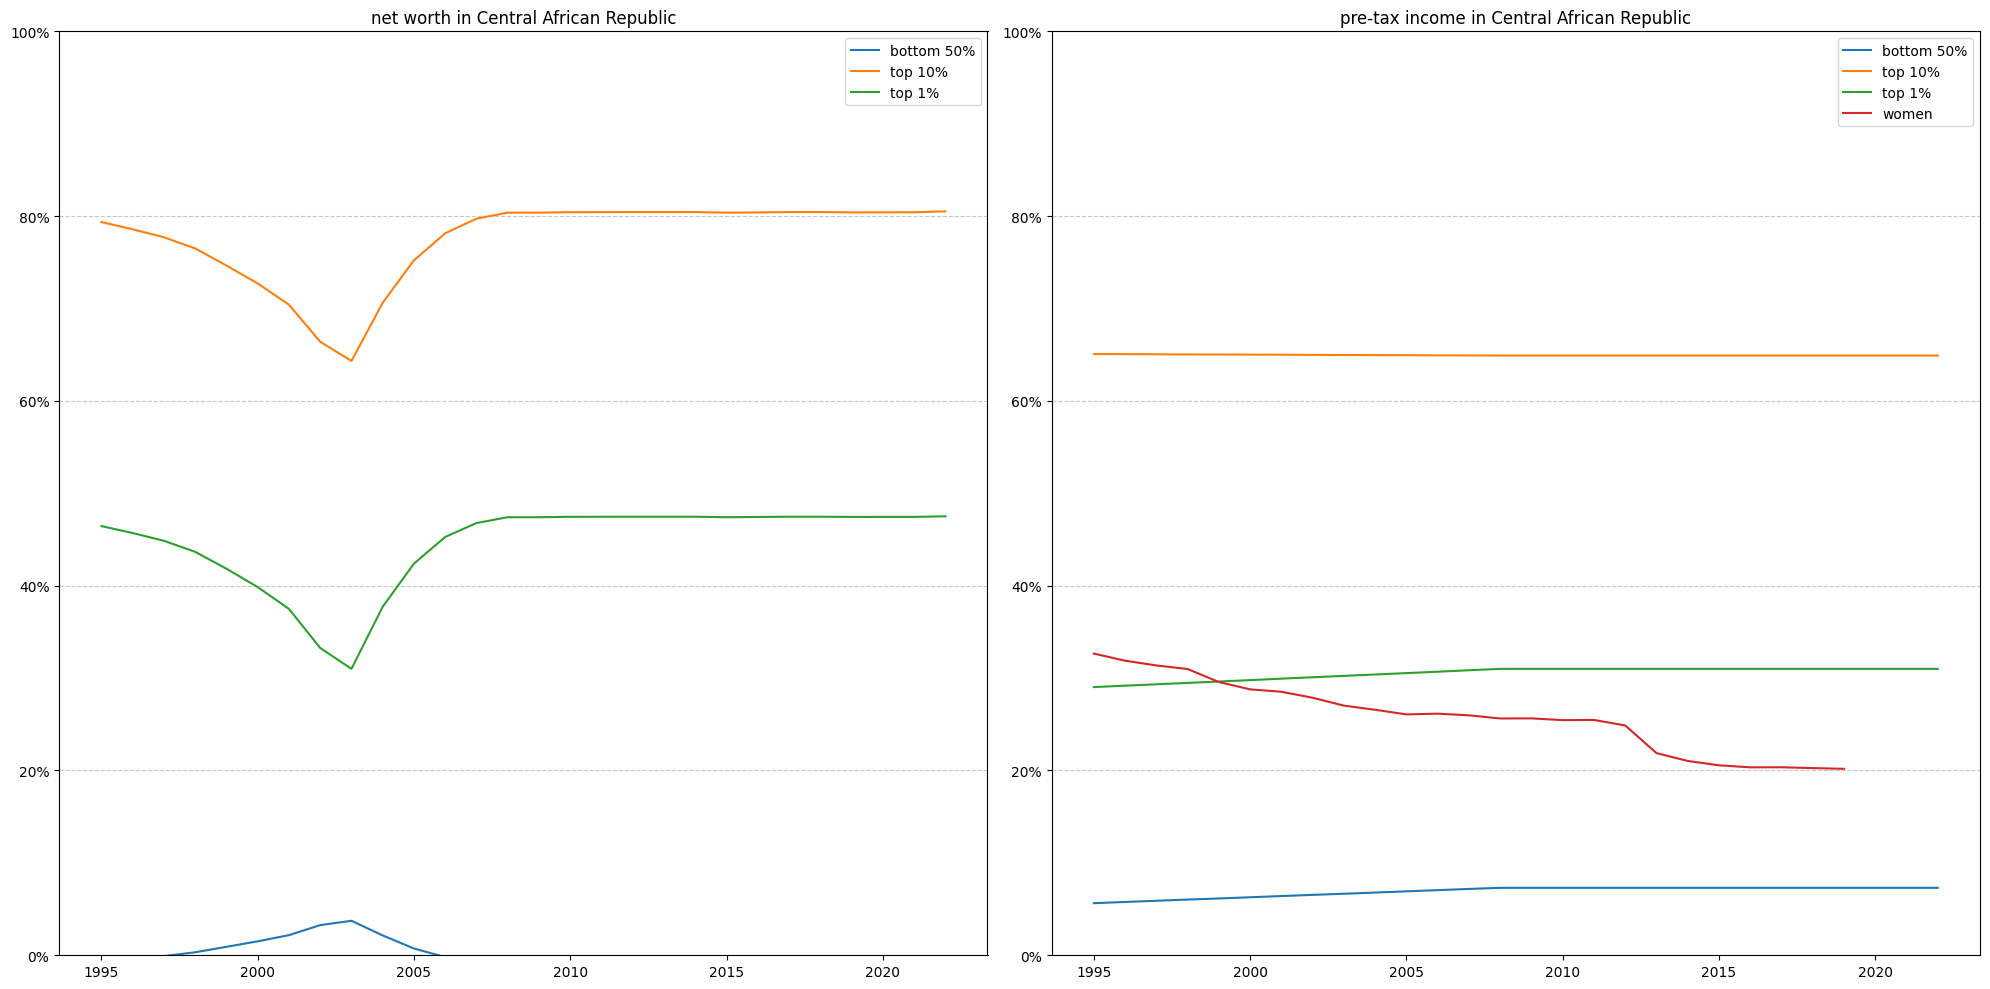 net worth in Central African Republic
100%
80%
60%
40%
20%
0%
1995 2000 2005 2010 2015 2020
bottom 50%
top 10%
top 1%
pre-tax income in Central African Republic
100%
80%
60%
40%
20%
0%
1995 2000 2005 2010 2015 2020
bottom 50%
top 10%
top 1%
women